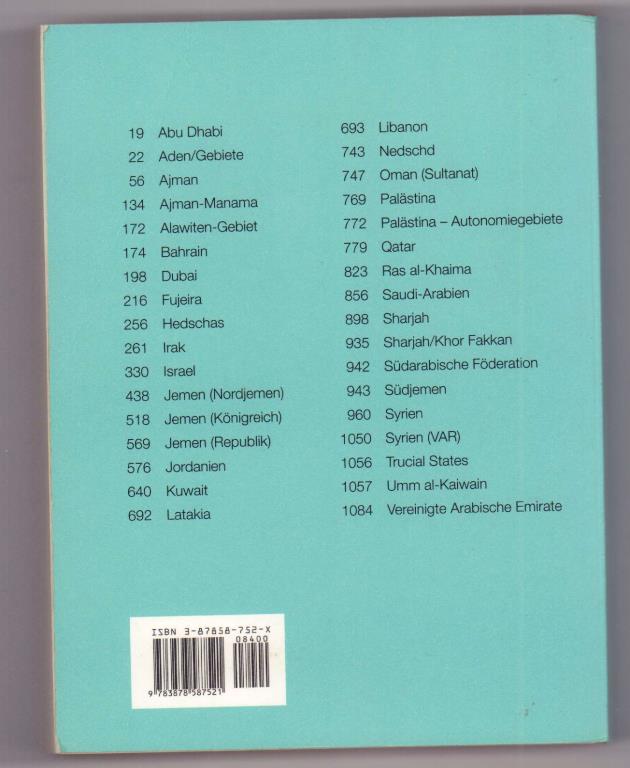 19 Abu Dhabi
22 Aden/Gebiete
56 Ajman
134 Ajman-Manama
172 Alawiten-Gebiet
174 Bahrain
198 Dubai
216 Fujeira
256 Hedschas
261 Irak
330 Israel
438 Jemen (Nordjemen)
518 Jemen (Königreich)
569 Jemen (Republik)
576 Jordanien
640 Kuwait
692 Latakia
693 Libanon
743 Nedschd
747 Oman (Sultanat)
769 Palästina
772 Palästina – Autonomiegebiete
779 Qatar
823 Ras al-Khaima
856 Saudi-Arabien
898 Sharjah
935 Sharjah/Khor Fakkan
942 Südarabische Föderation
943 Südjemen
960 Syrien
1050 Syrien (VAR)
1056 Trucial States
1057 Umm al-Kaiwain
1084 Vereinigte Arabische Emirate
ISBN 3-87858-752-X
08400
9 783878 587521